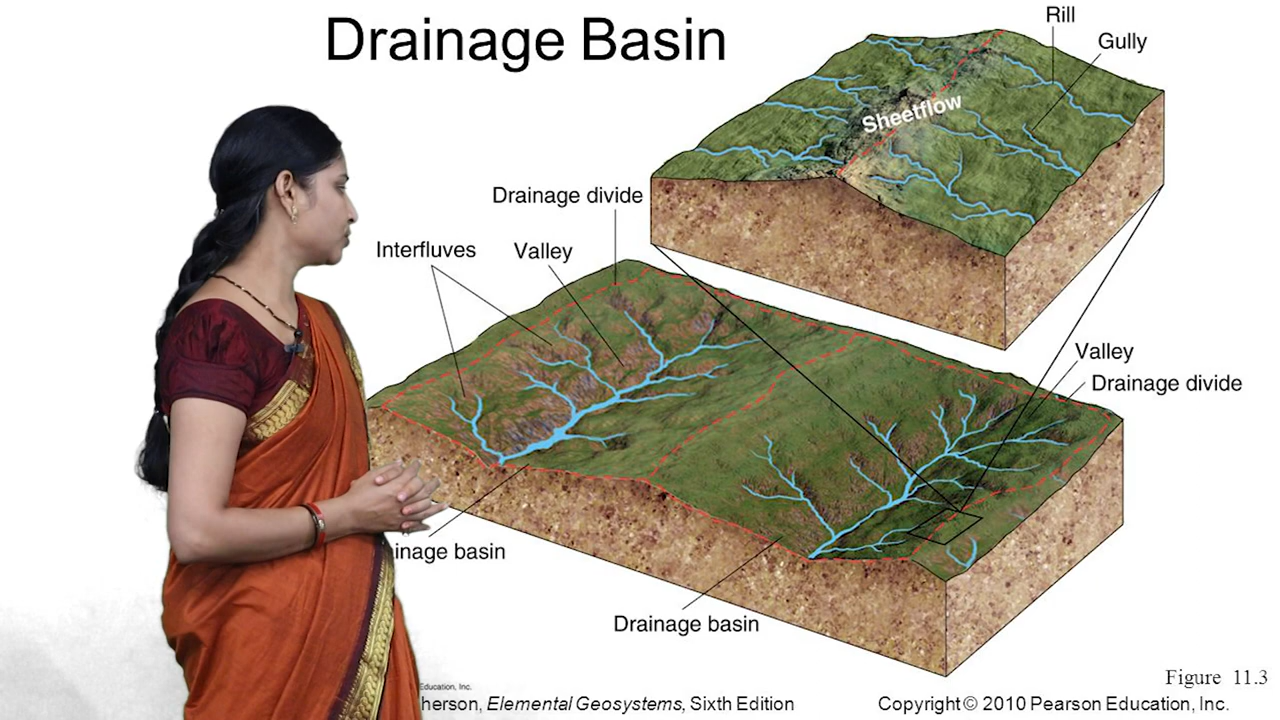 Drainage Basin
Rill
Gully
Sheetflow
Drainage divide
Interfluves
Valley
Valley
Drainage divide
inage basin
Drainage basin
Figure 11.3
Education, Inc.
herson, Elemental Geosystems, Sixth Edition
Copyright © 2010 Pearson Education, Inc.